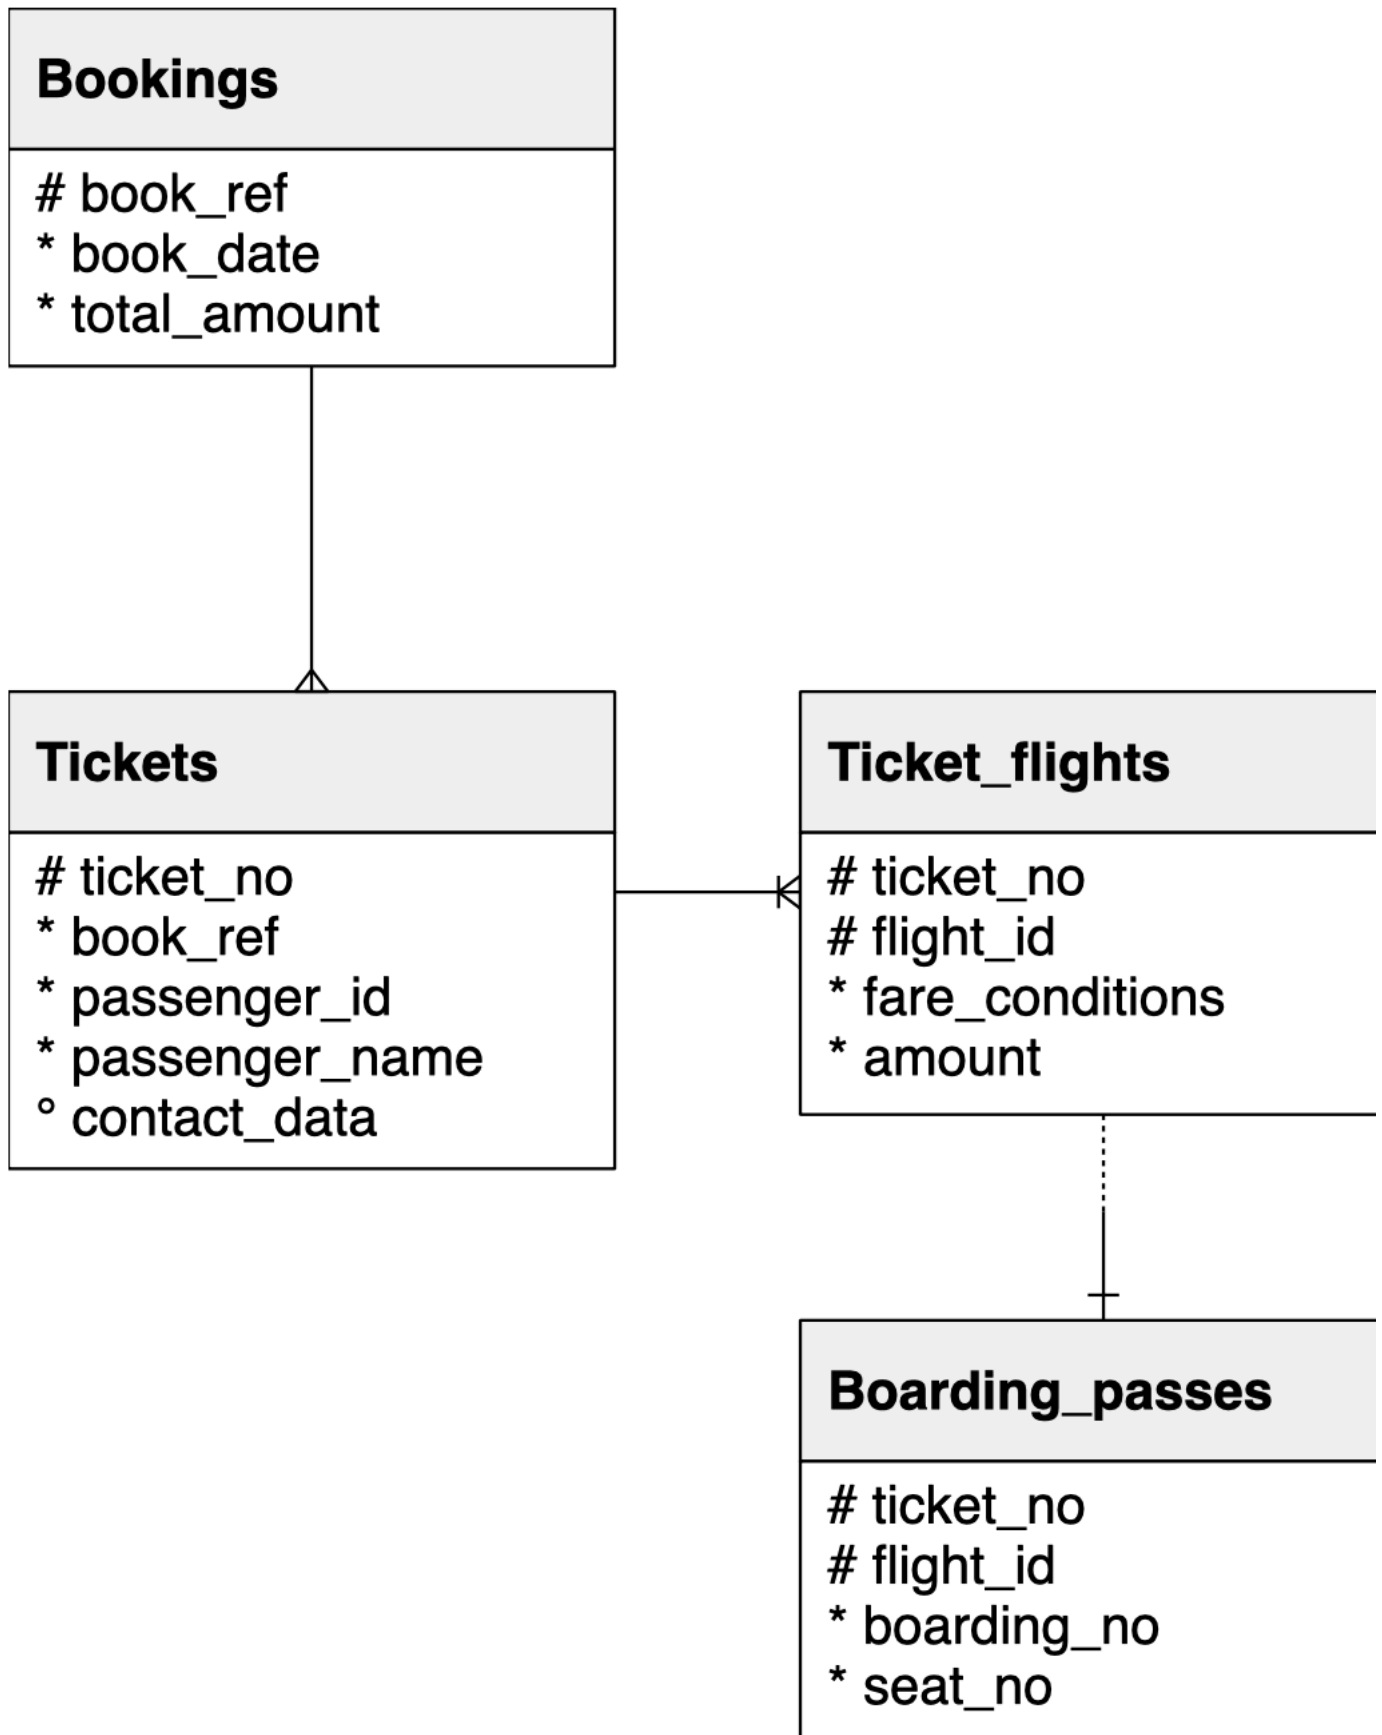 Bookings
# book_ref
* book_date
* total_amount
Tickets
# ticket_no
* book_ref
* passenger_id
* passenger_name
° contact_data
Ticket_flights
# ticket_no
# flight_id
* fare_conditions
* amount
Boarding_passes
# ticket_no
# flight_id
* boarding_no
* seat_no